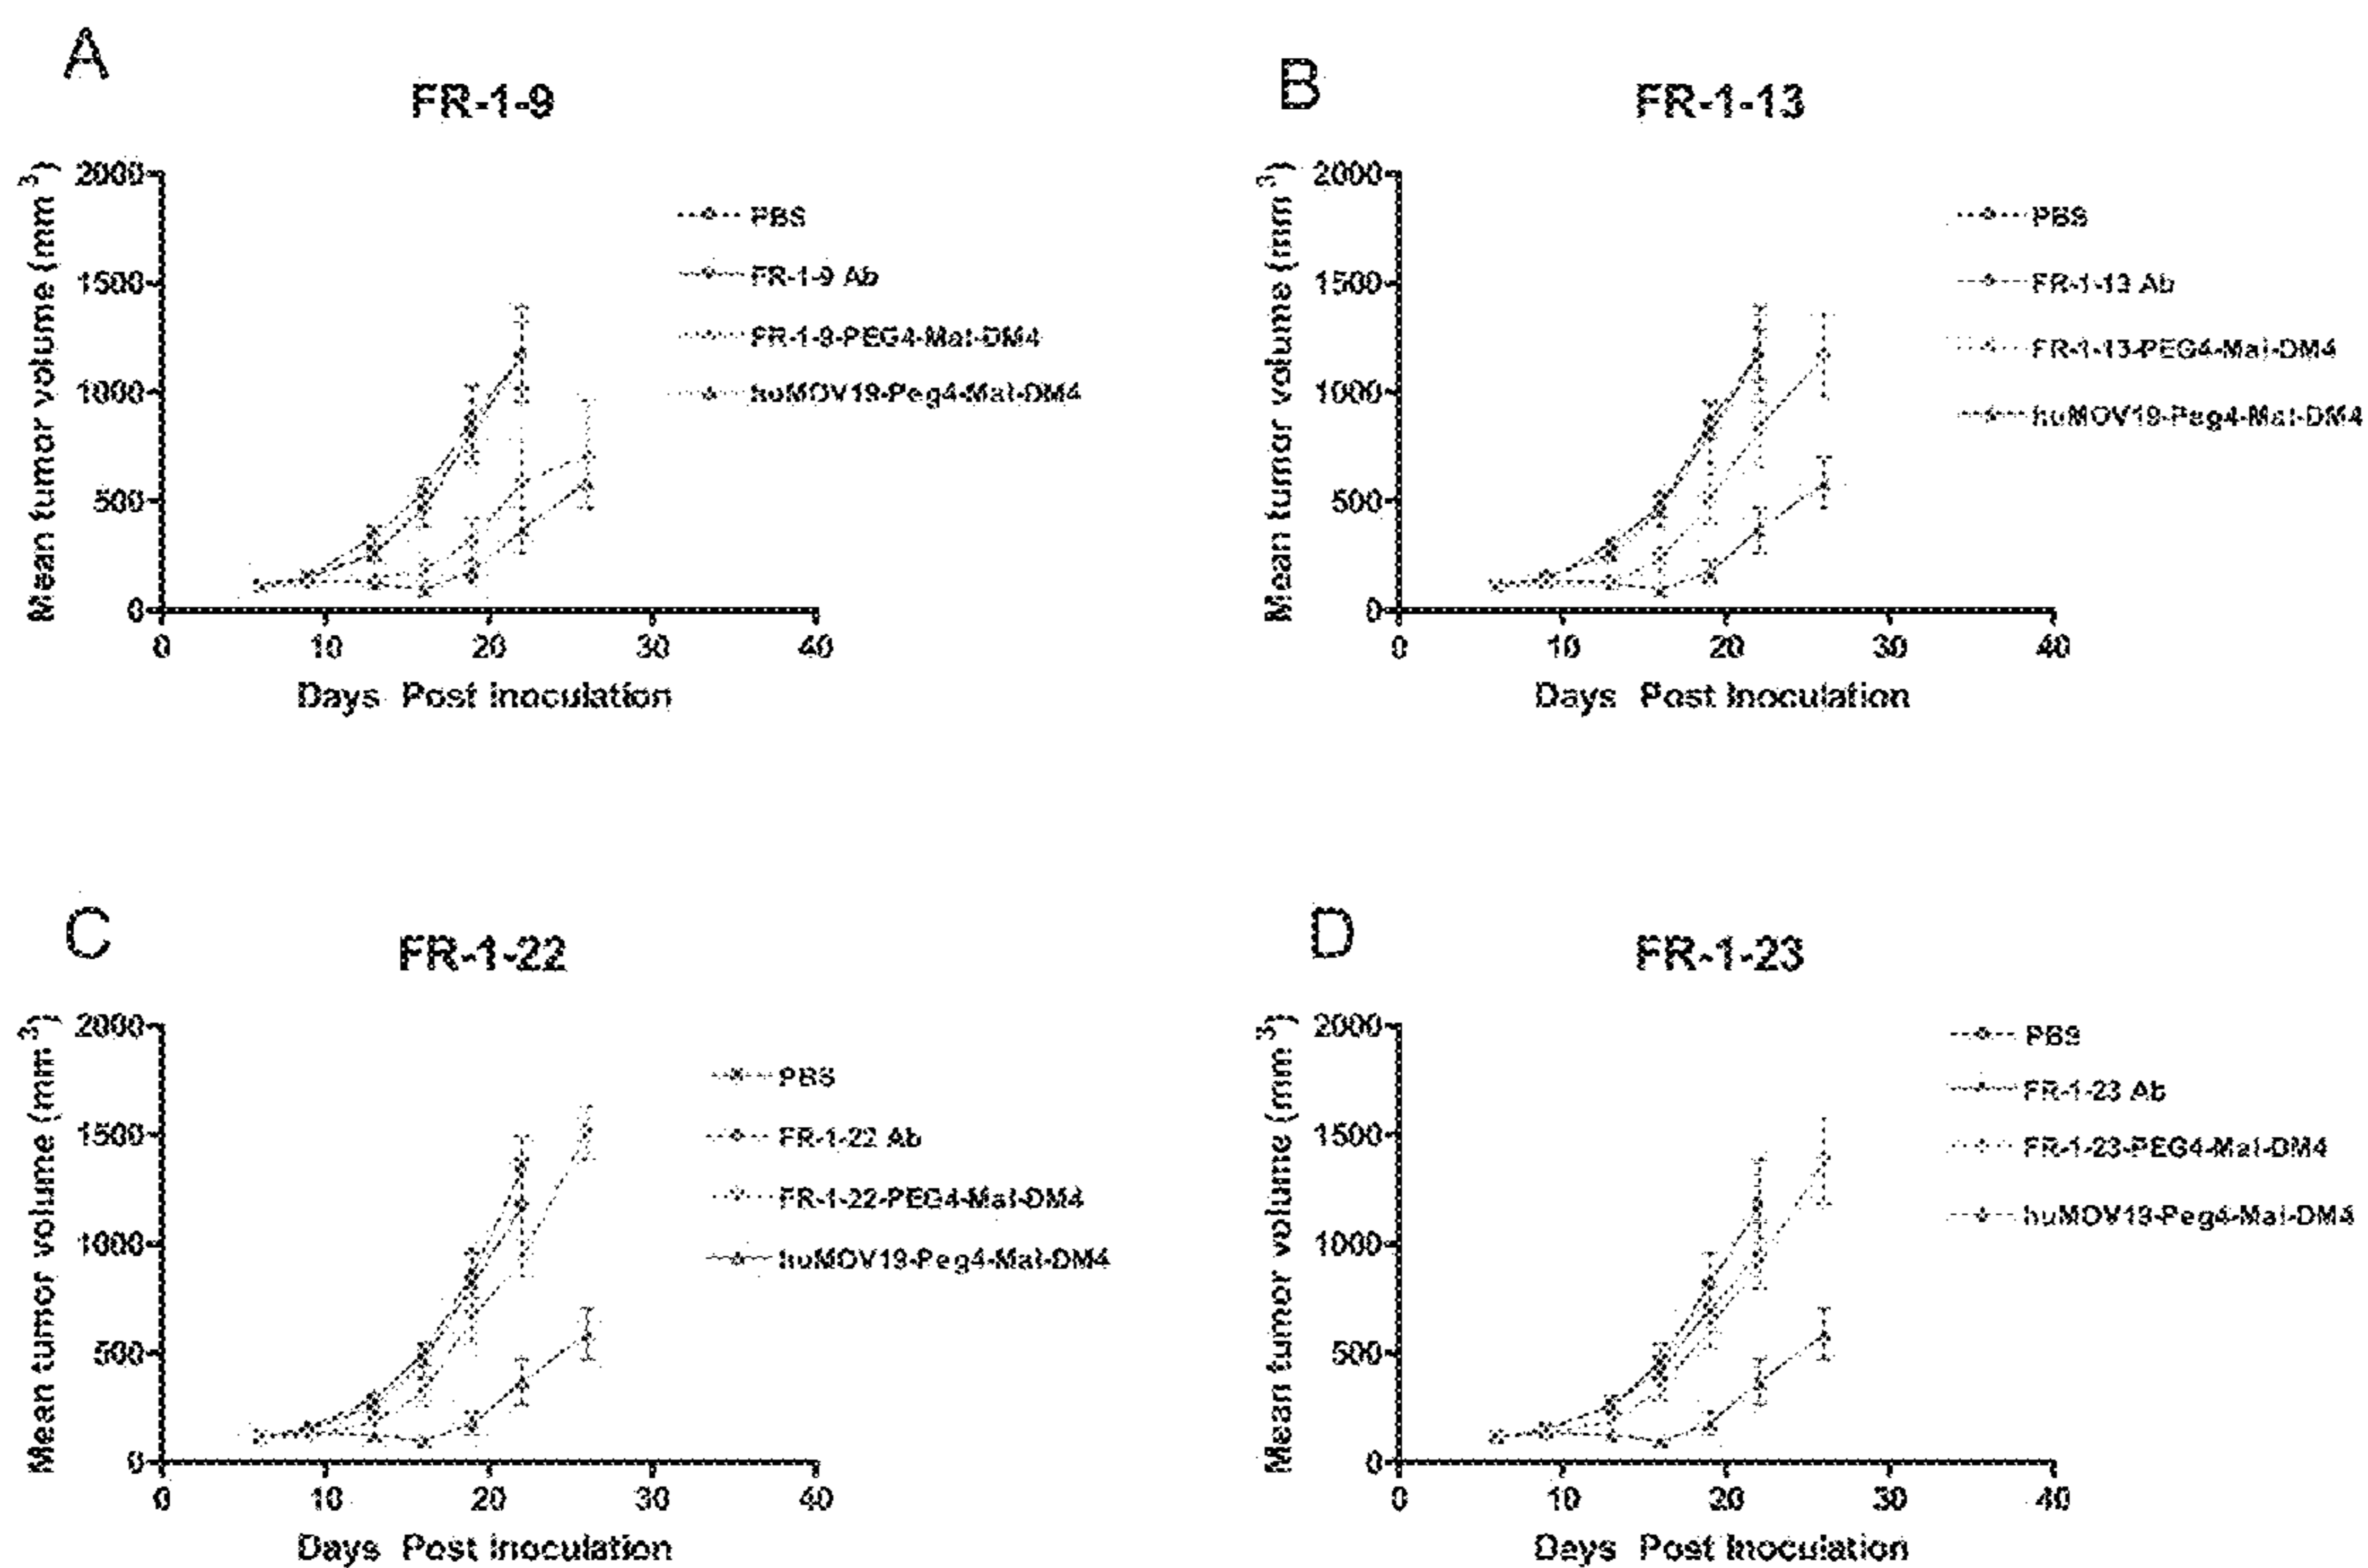 A
FR-1-9
Mean tumor volume (mm3)
2000
1500
1000
500
0
0 10 20 30 40
Days Post Inoculation
PBS
FR-1-9 Ab
FR-1-9-PEG4-Mal-DM4
huMOV19-Peg4-Mal-DM4
B
FR-1-13
Mean tumor volume (mm3)
2000
1500
1000
500
0
0 10 20 30 40
Days Post Inoculation
PBS
FR-1-13 Ab
FR-1-13-PEG4-Mal-DM4
huMOV19-Peg4-Mal-DM4
C
FR-1-22
Mean tumor volume (mm3)
2000
1500
1000
500
0
0 10 20 30 40
Days Post Inoculation
PBS
FR-1-22 Ab
FR-1-22-PEG4-Mal-DM4
huMOV19-Peg4-Mal-DM4
D
FR-1-23
Mean tumor volume (mm3)
2000
1500
1000
500
0
0 10 20 30 40
Days Post Inoculation
PBS
FR-1-23 Ab
FR-1-23-PEG4-Mal-DM4
huMOV19-Peg4-Mal-DM4